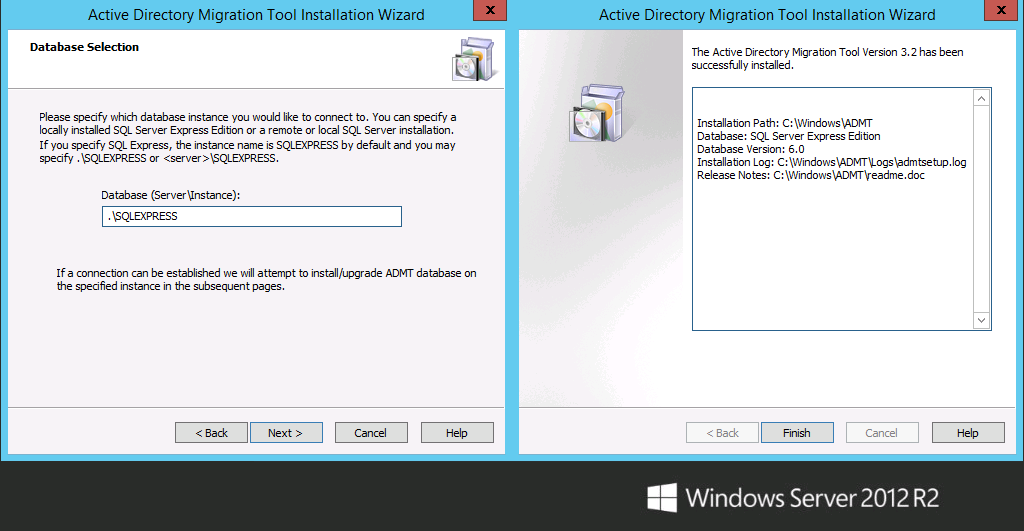 Active Directory Migration Tool Installation Wizard
x
Database Selection
Please specify which database instance you would like to connect to. You can specify a
locally installed SQL Server Express Edition or a remote or local SQL Server installation.
If you specify SQL Express, the instance name is SQLEXPRESS by default and you may
specify .\SQLEXPRESS or <server>\SQLEXPRESS.
Database (Server\Instance):
.\SQLEXPRESS
If a connection can be established we will attempt to install/upgrade ADMT database on
the specified instance in the subsequent pages.
< Back
Next >
Cancel
Help
Active Directory Migration Tool Installation Wizard
x
The Active Directory Migration Tool Version 3.2 has been
successfully installed.
Installation Path: C:\Windows\ADMT
Database: SQL Server Express Edition
Database Version: 6.0
Installation Log: C:\Windows\ADMT\Logs\admtsetup.log
Release Notes: C:\Windows\ADMT\readme.doc
< Back
Finish
Cancel
Help
Windows Server 2012 R2